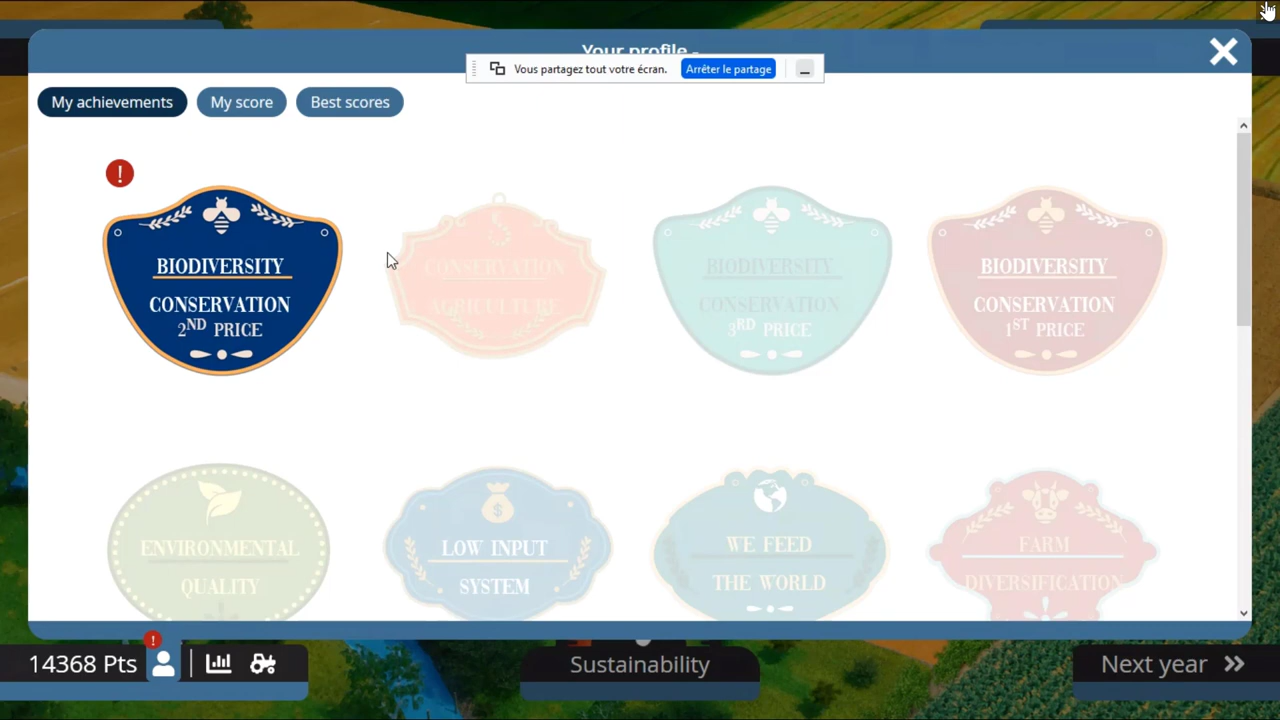 Your profile -
Vous partagez tout votre écran.
Arrêter le partage
My achievements
My score
Best scores
!
BIODIVERSITY
CONSERVATION
2ND PRICE
CONSERVATION
AGRICULTURE
BIODIVERSITY
CONSERVATION
3RD PRICE
BIODIVERSITY
CONSERVATION
1ST PRICE
ENVIRONMENTAL
QUALITY
$
LOW INPUT
SYSTEM
WE FEED
THE WORLD
FARM
DIVERSIFICATION
!
14368 Pts
Sustainability
Next year